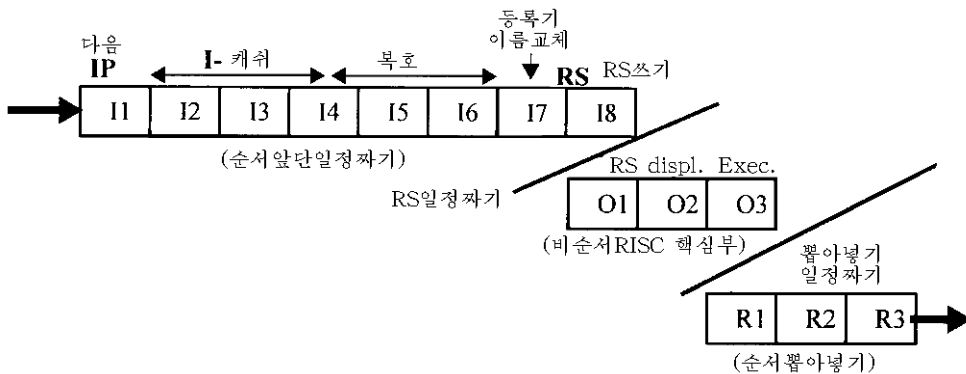 등록기
이름교체
다음
IP
I- 캐쉬
복호
RS
RS쓰기
I1 I2 I3 I4 I5 I6 I7 I8
(순서앞단일정짜기)
RS일정짜기
RS displ. Exec.
O1 O2 O3
(비순서RISC 핵심부)
뽑아넣기
일정짜기
R1 R2 R3
(순서뽑아넣기)